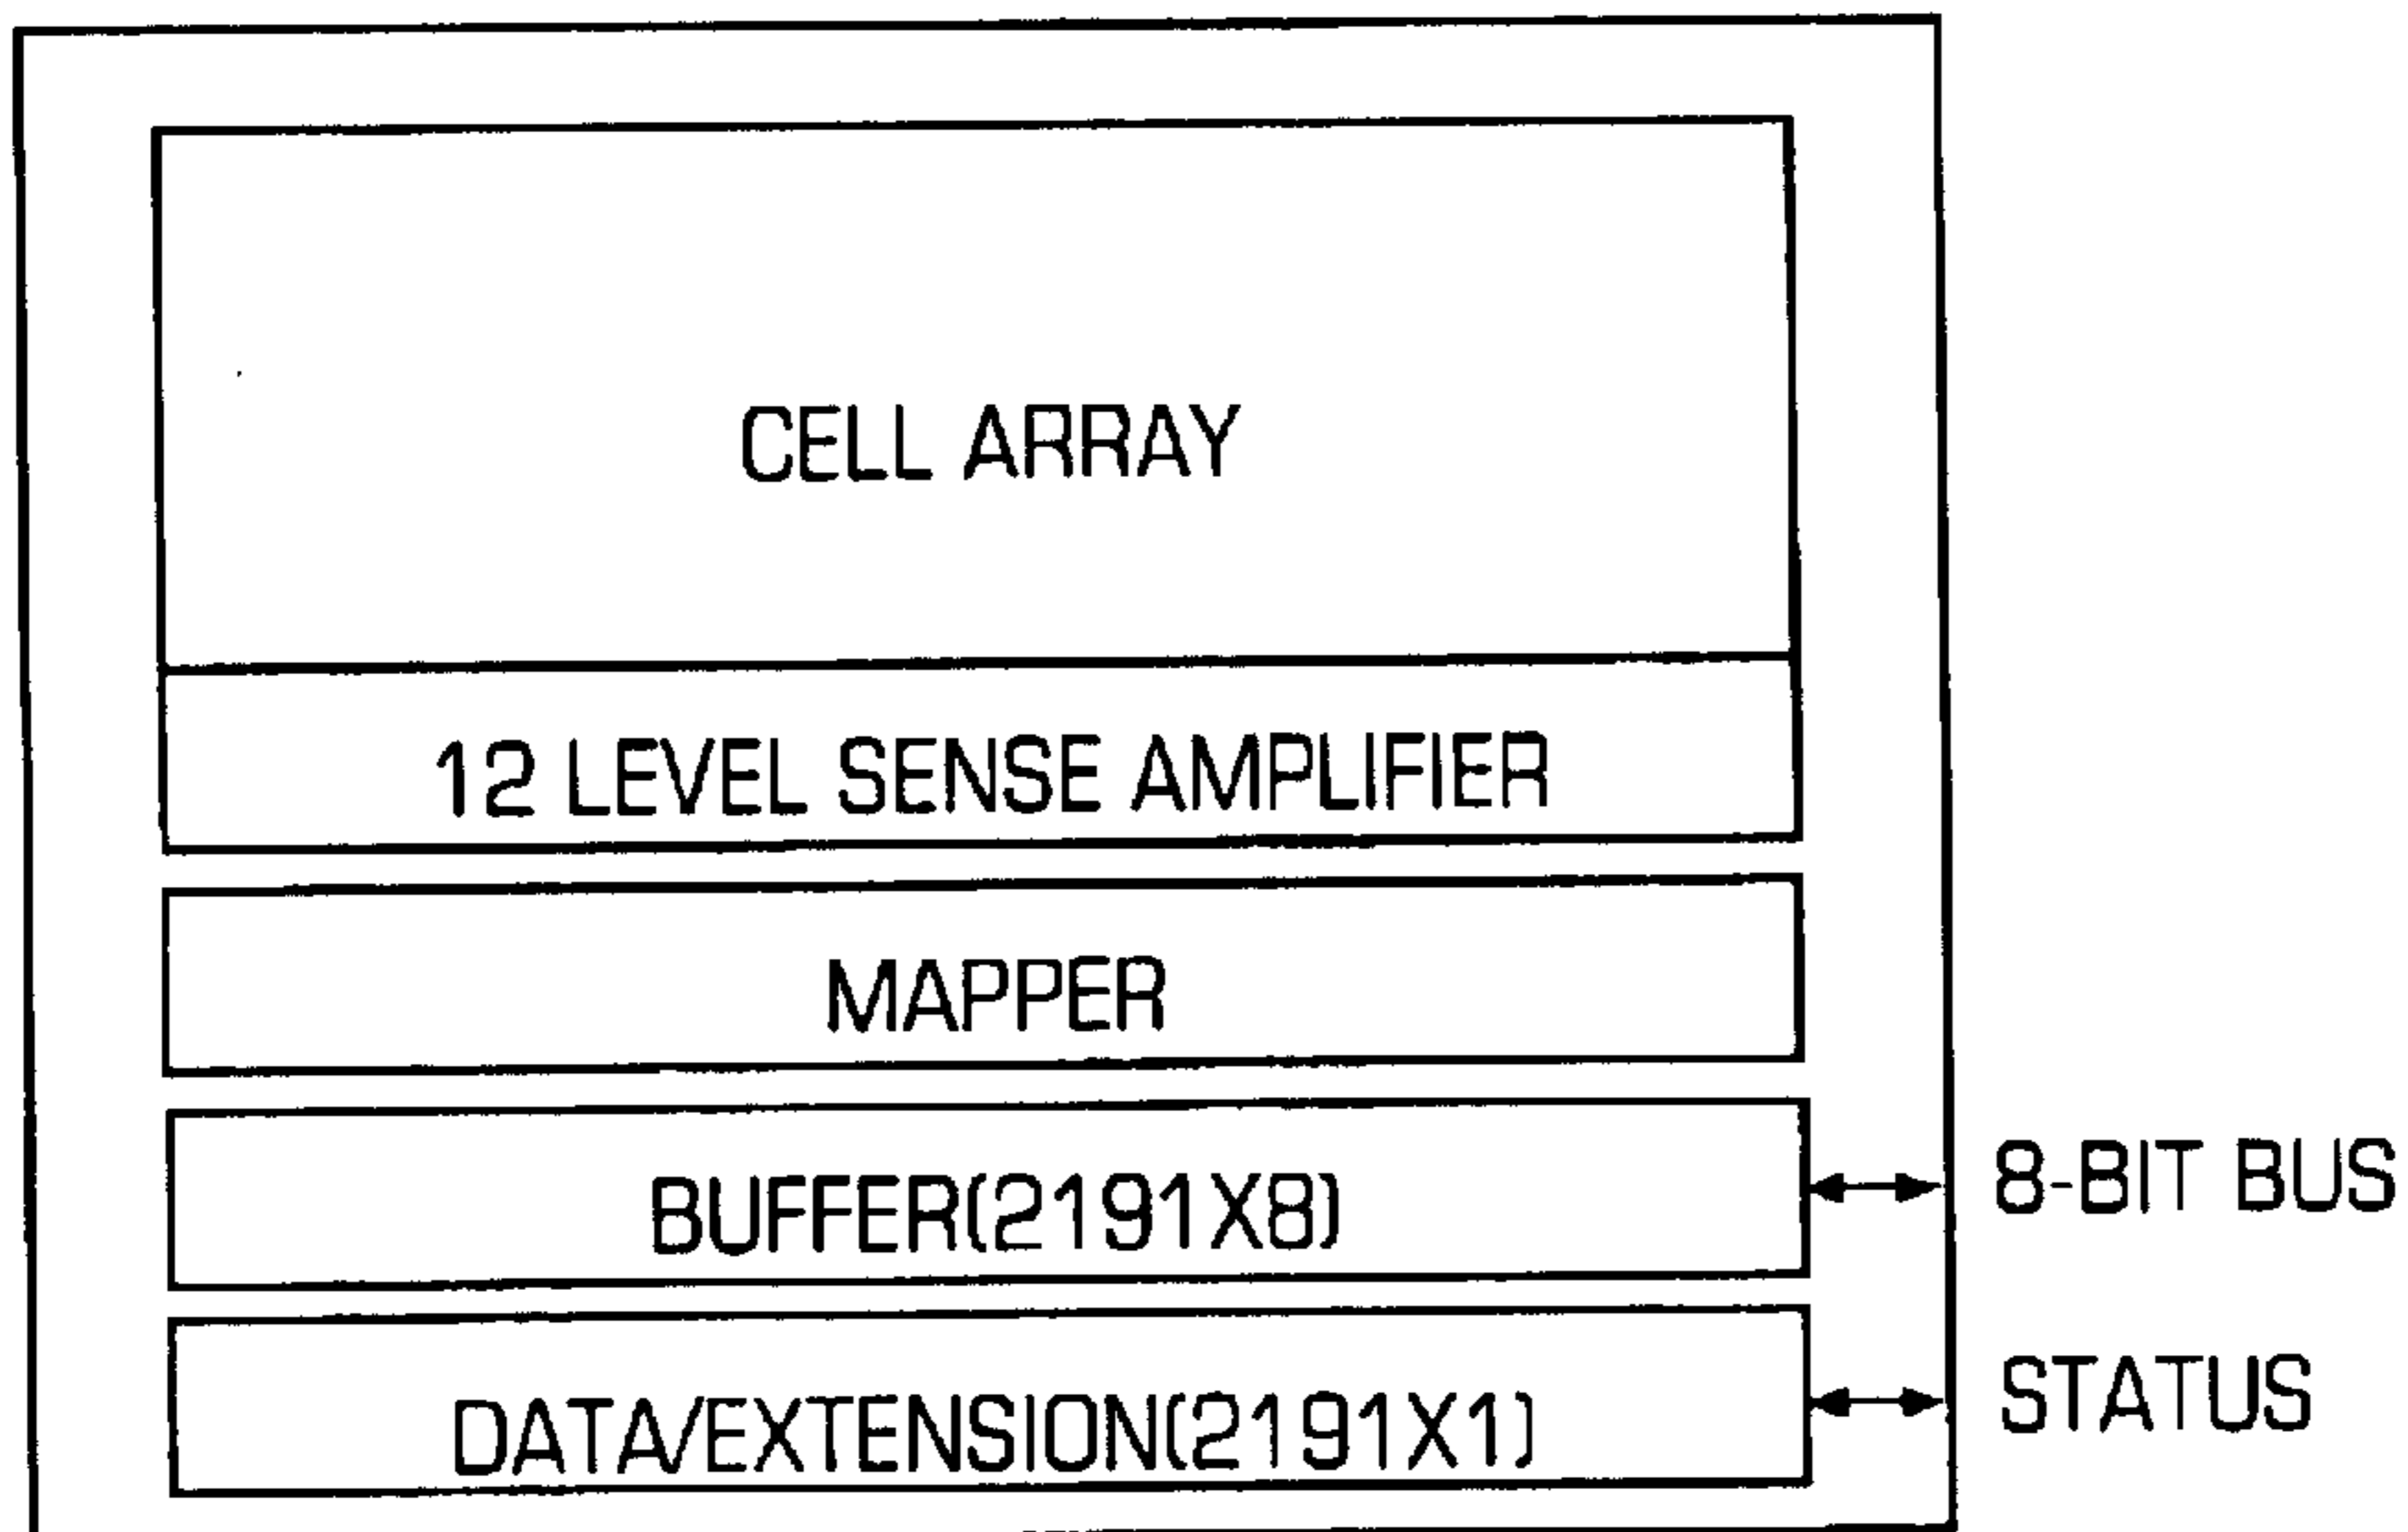 CELL ARRAY
12 LEVEL SENSE AMPLIFIER
MAPPER
BUFFER(2191X8)
8-BIT BUS
DATA/EXTENSION(2191X1)
STATUS